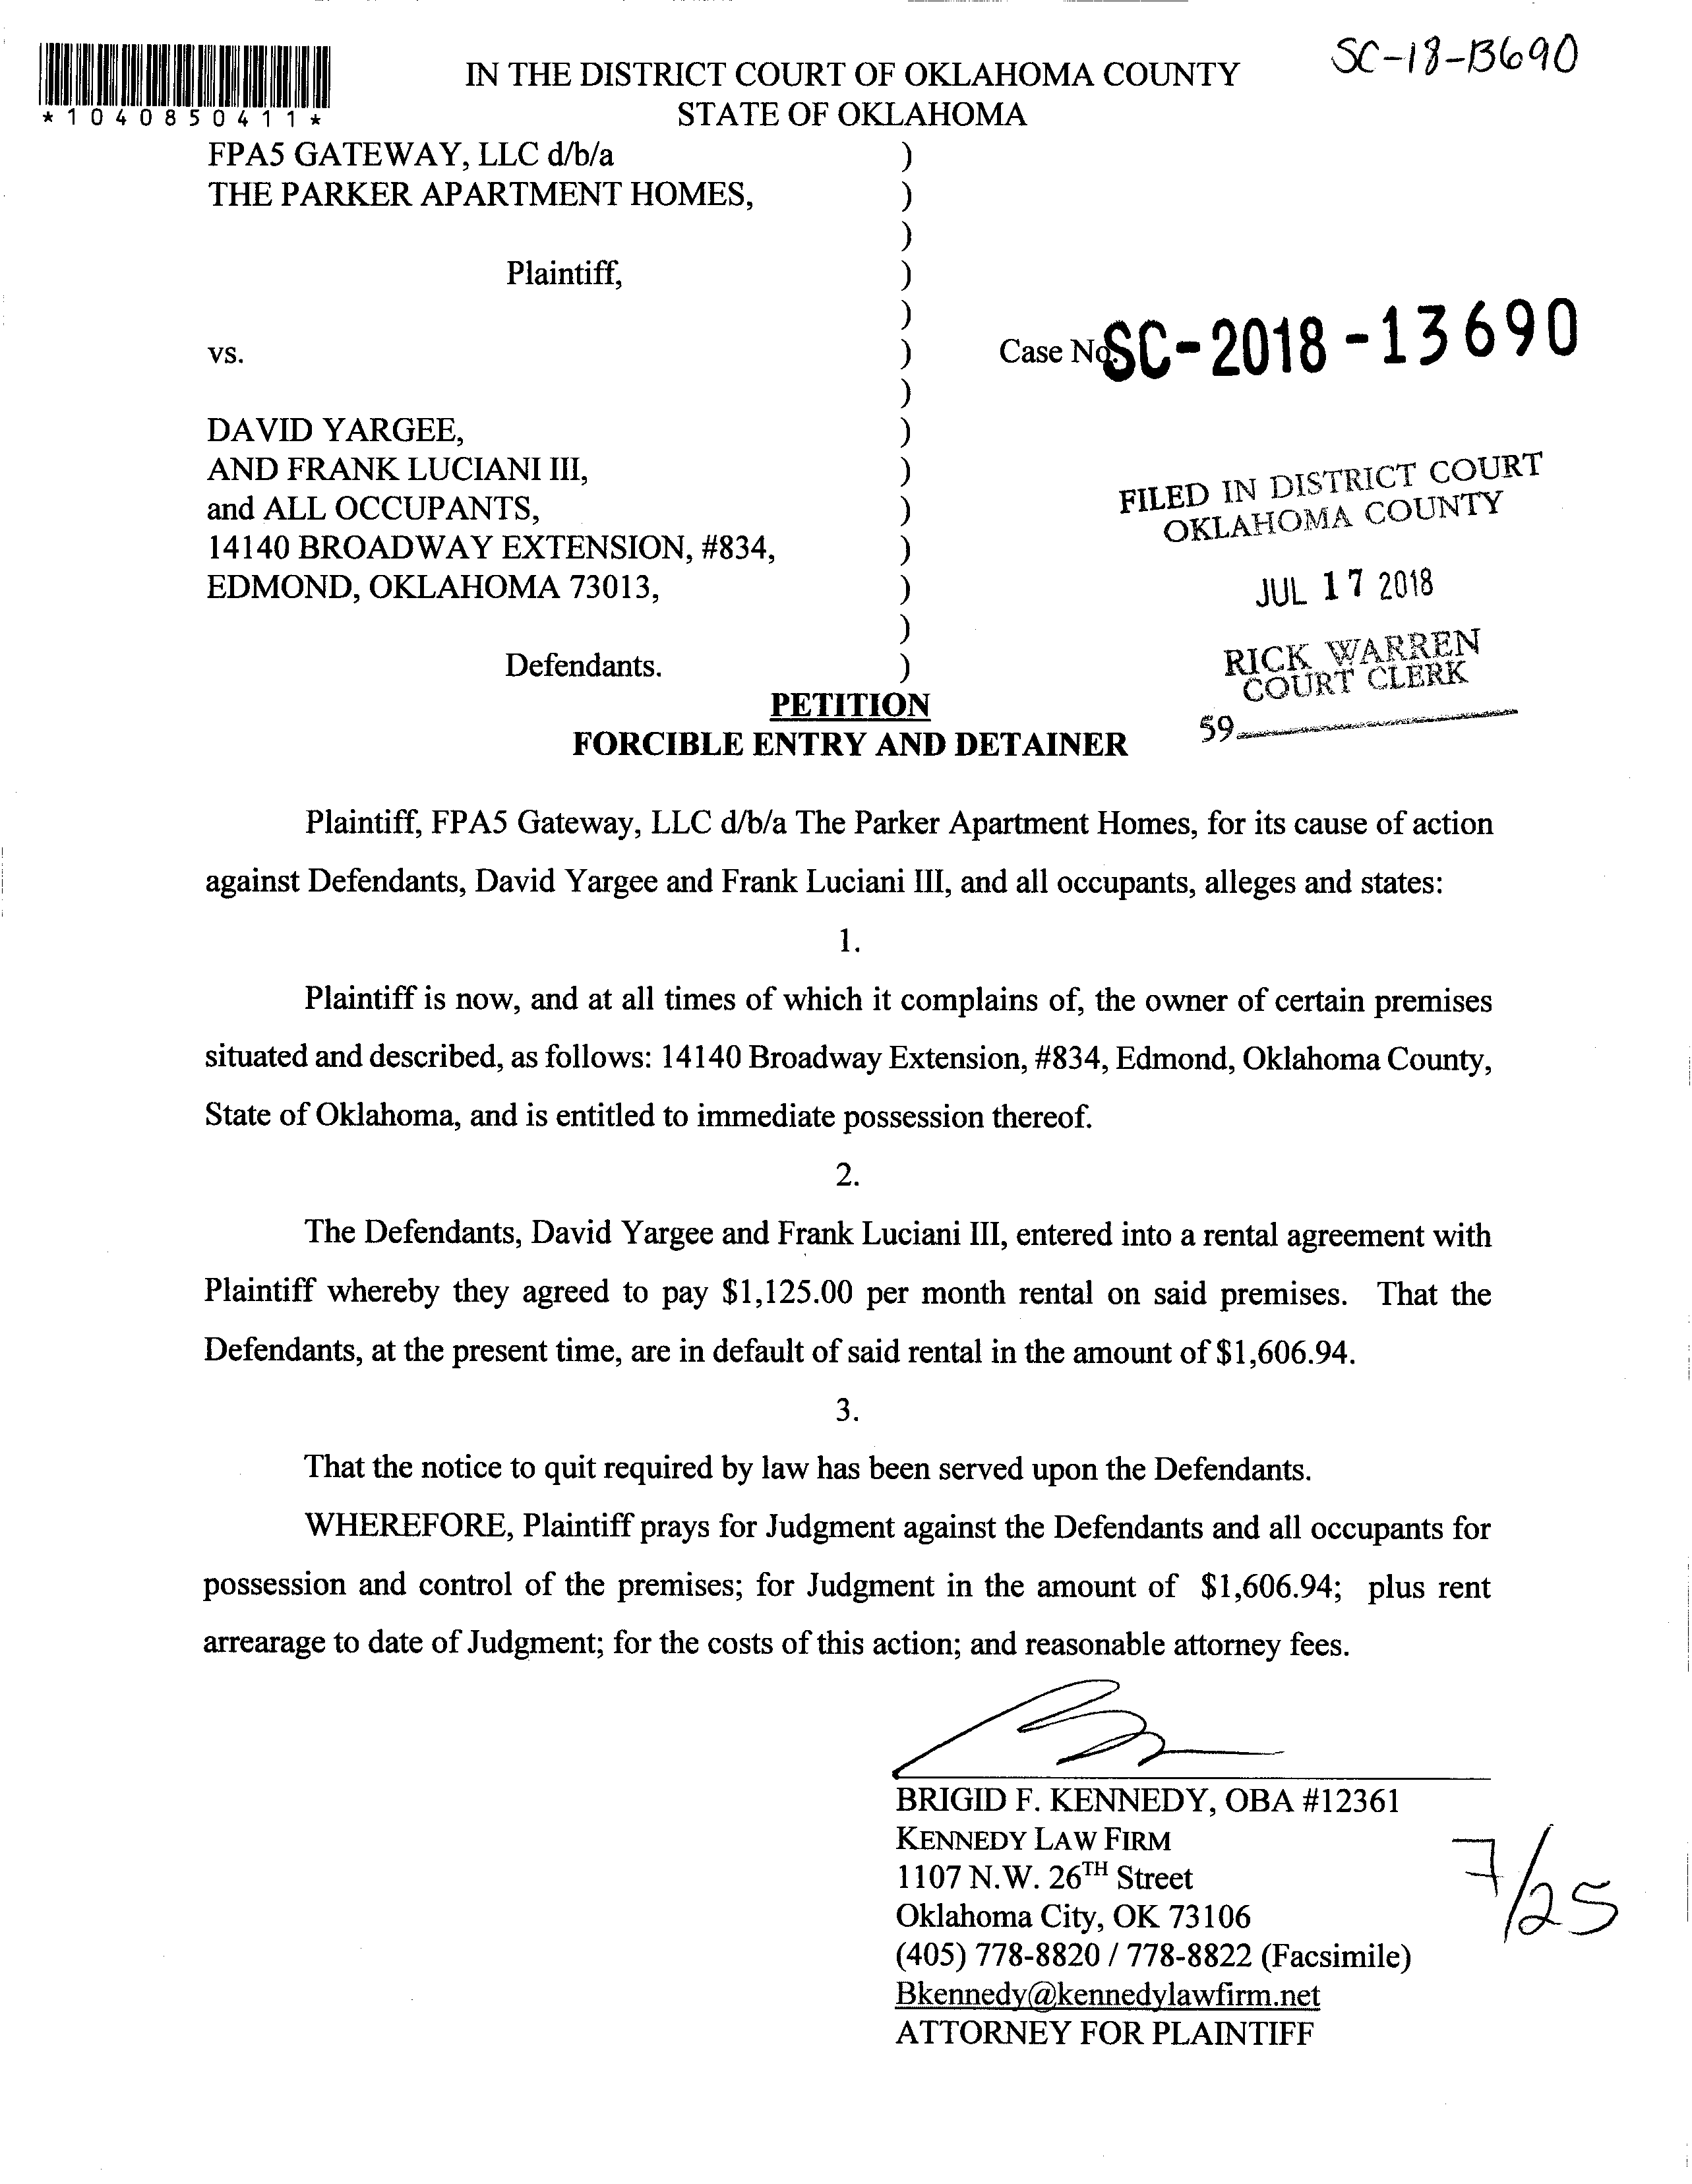 SC-18-13690
*1040850411*
IN THE DISTRICT COURT OF OKLAHOMA COUNTY
STATE OF OKLAHOMA
FPA5 GATEWAY, LLC d/b/a )
THE PARKER APARTMENT HOMES, )
)
Plaintiff, )
)
vs. ) Case No. SC-2018-13690
)
DAVID YARGEE, )
AND FRANK LUCIANI III, )
and ALL OCCUPANTS, )
14140 BROADWAY EXTENSION, #834, )
EDMOND, OKLAHOMA 73013, )
)
Defendants. )
FILED IN DISTRICT COURT
OKLAHOMA COUNTY
JUL 17 2018
RICK WARREN
COURT CLERK
59
PETITION
FORCIBLE ENTRY AND DETAINER
Plaintiff, FPA5 Gateway, LLC d/b/a The Parker Apartment Homes, for its cause of action
against Defendants, David Yargee and Frank Luciani III, and all occupants, alleges and states:
1.
Plaintiff is now, and at all times of which it complains of, the owner of certain premises
situated and described, as follows: 14140 Broadway Extension, #834, Edmond, Oklahoma County,
State of Oklahoma, and is entitled to immediate possession thereof.
2.
The Defendants, David Yargee and Frank Luciani III, entered into a rental agreement with
Plaintiff whereby they agreed to pay $1,125.00 per month rental on said premises. That the
Defendants, at the present time, are in default of said rental in the amount of $1,606.94.
3.
That the notice to quit required by law has been served upon the Defendants.
WHEREFORE, Plaintiff prays for Judgment against the Defendants and all occupants for
possession and control of the premises; for Judgment in the amount of $1,606.94; plus rent
arrearage to date of Judgment; for the costs of this action; and reasonable attorney fees.
BRIGID F. KENNEDY, OBA #12361
KENNEDY LAW FIRM
1107 N.W. 26TH Street
Oklahoma City, OK 73106
(405) 778-8820 / 778-8822 (Facsimile)
Bkennedy@kennedylawfirm.net
ATTORNEY FOR PLAINTIFF
7/25